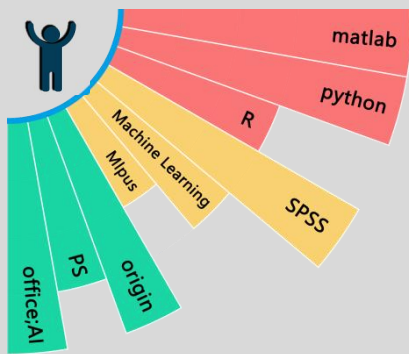 matlab
python
R
SPSS
Machine Learning
Mlpus
origin
PS
office;AI